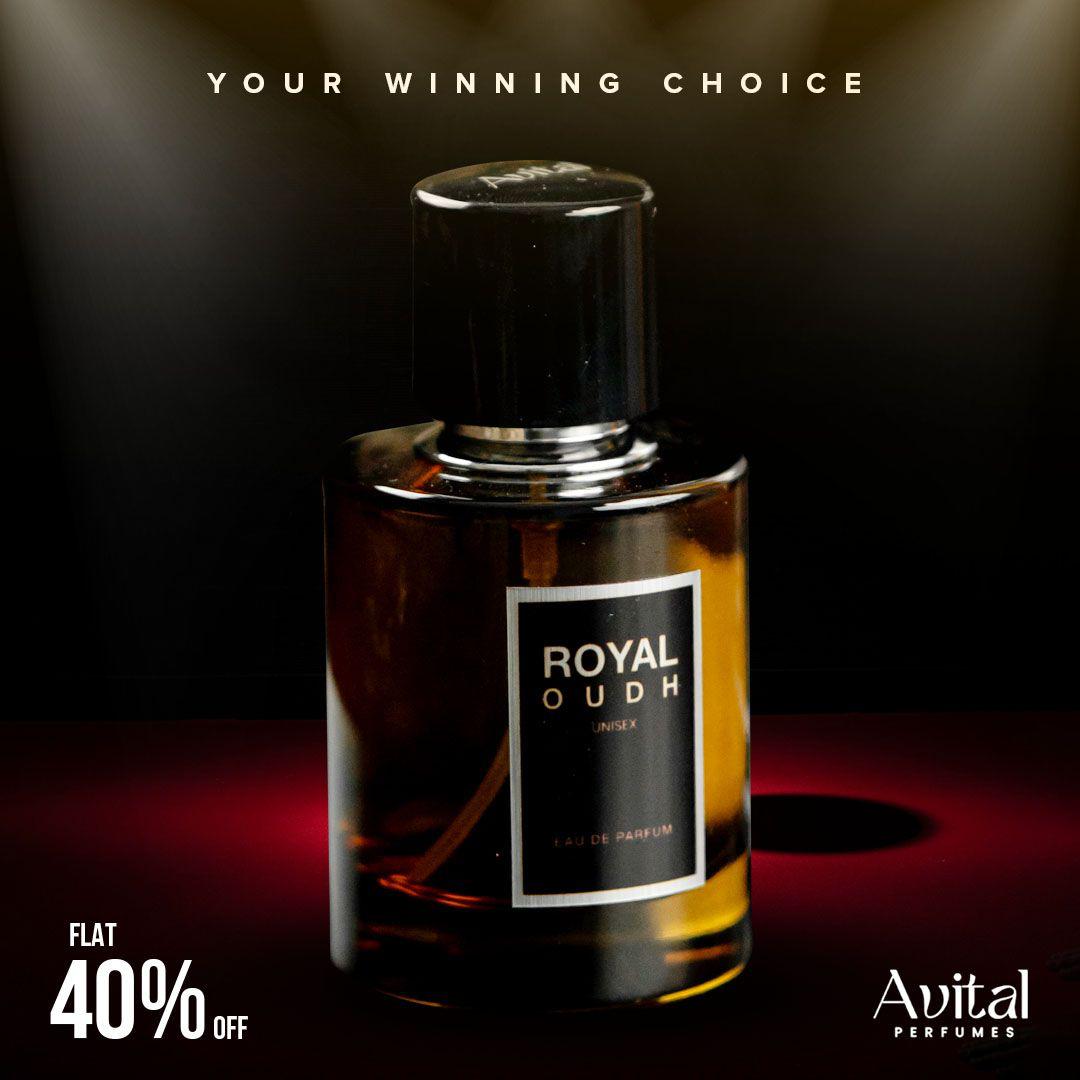 YOUR WINNING CHOICE
Avital
ROYAL
OUDH
UNISEX
EAU DE PARFUM
FLAT
40% OFF
Avital
PERFUMES